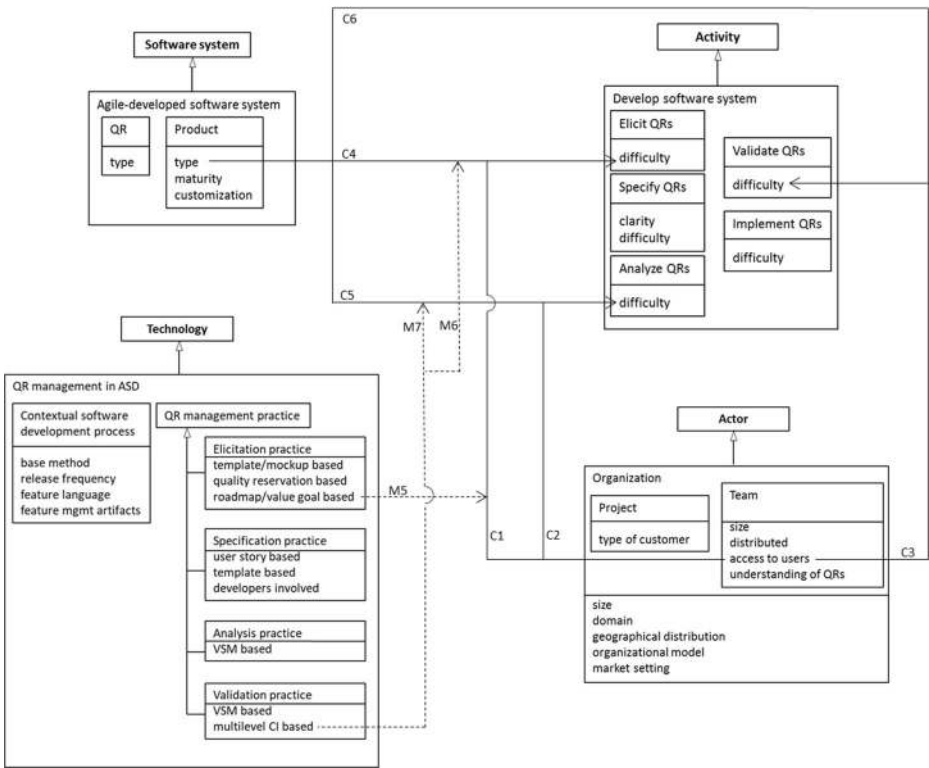 C6
Software system
Activity
Agile-developed software system
QR
type
Product
type
maturity
customization
C4
Develop software system
Elicit QRs
difficulty
Specify QRs
clarity
difficulty
Analyze QRs
difficulty
Validate QRs
difficulty
Implement QRs
difficulty
C5
M7
M6
Technology
QR management in ASD
Contextual software
development process
base method
release frequency
feature language
feature mgmt artifacts
QR management practice
Elicitation practice
template/mockup based
quality reservation based
roadmap/value goal based
M5
Specification practice
user story based
template based
developers involved
Analysis practice
VSM based
Validation practice
VSM based
multilevel CI based
C1
C2
C3
Actor
Organization
Project
type of customer
Team
size
distributed
access to users
understanding of QRs
size
domain
geographical distribution
organizational model
market setting